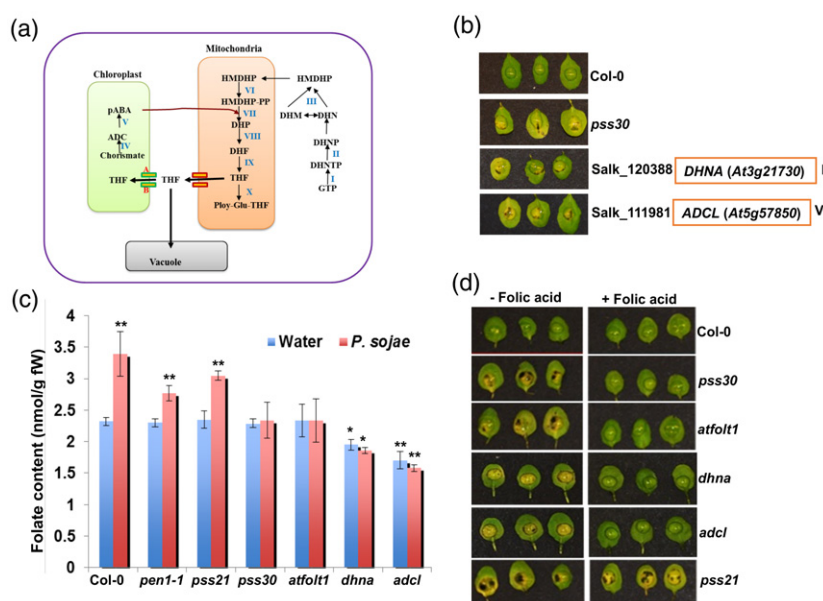 (a)
Mitochondria
Chloroplast
HMDHP
HMDHP
VI
HMDHP-PP
III
pABA
VII
DHM
DHN
V
DHP
VIII
ADC
DHNP
IV
DHF
II
Chorismate
IX
DHNTP
THF
THF
THF
I
X
GTP
Ploy-Glu-THF
Vacuole
(b)
Col-0
pss30
Salk_120388 DHNA (At3g21730)
Salk_111981 ADCL (At5g57850) V
(c)
Folate content (nmol/g fW)
4
3.5
3
2.5
2
1.5
1
0.5
0
Water P. sojae
** ** ** * * ** **
Col-0 pen1-1 pss21 pss30 atfolt1 dhna adcl
(d)
- Folic acid + Folic acid
Col-0
pss30
atfolt1
dhna
adcl
pss21